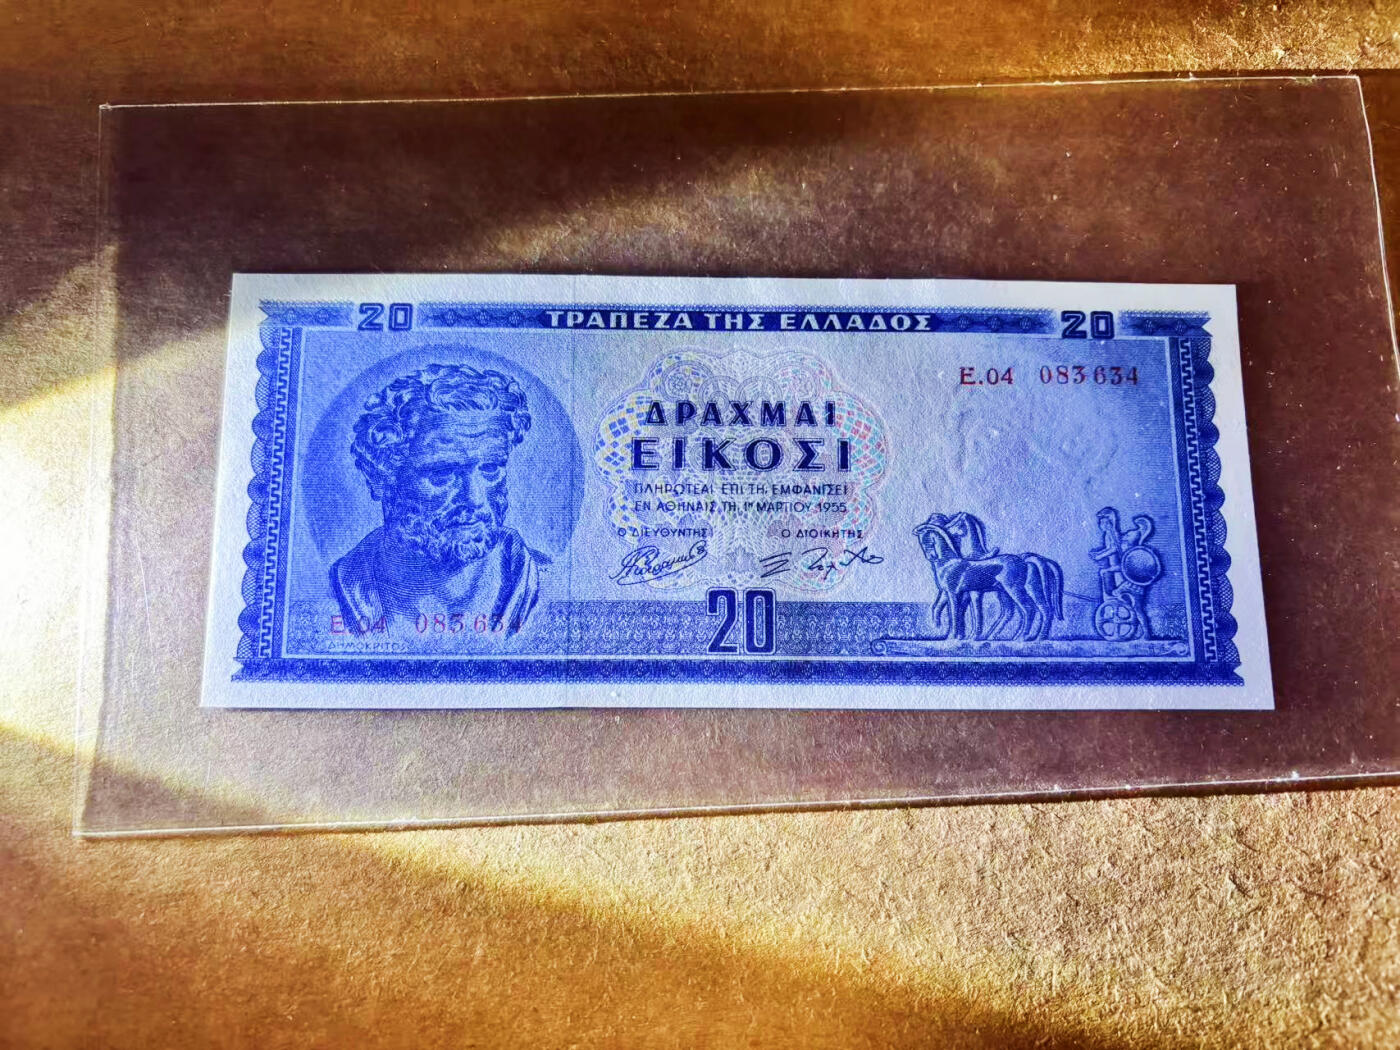 20 ΤΡΑΠΕΖΑ ΤΗΣ ΕΛΛΑΔΟΣ 20
Ε.04 083634
ΔΡΑΧΜΑΙ
ΕΙΚΟΣΙ
ΠΛΗΡΩΤΕΑΙ ΕΠΙ ΤΗ ΕΜΦΑΝΙΣΕΙ
ΕΝ ΑΘΗΝΑΙΣ ΤΗ 1Η ΜΑΡΤΙΟΥ 1955
Ο ΔΙΕΥΘΥΝΤΗΣ Ο ΔΙΟΙΚΗΤΗΣ
Ε.04 083634
20
ΔΗΜΟΚΡΙΤΟΣ